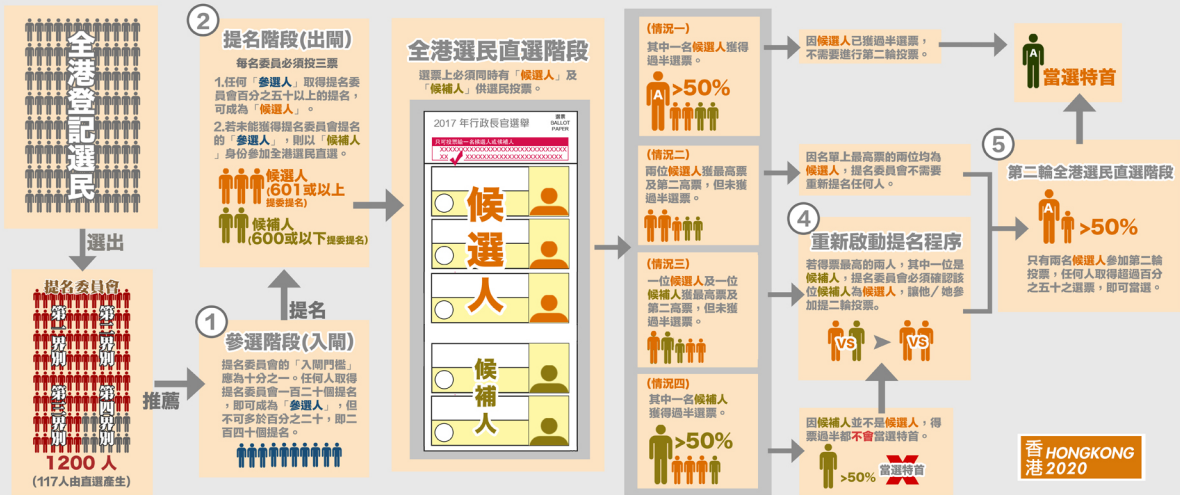 全港登記選民
選出
提名委員會
第一界別
第二界別
第三界別
第四界別
1200 人
(117人由直選產生)
推薦
1
參選階段(入閘)
提名委員會的「入閘門檻」
應為十分之一。任何人取得
提名委員會一百二十個提名
，即可成為「參選人」，但
不可多於百分之二十，即二
百四十個提名。
提名
2
提名階段(出閘)
每名委員必須投三票
1.任何「參選人」取得提名委
員會百分之五十以上的提名，
可成為「候選人」。
2.若未能獲得提名委員會提名
的「參選人」，則以「候補人」
身份參加全港選民直選。
候選人
(601或以上
提委提名)
候補人
(600或以下提委提名)
全港選民直選階段
選票上必須同時有「候選人」及
「候補人」供選民投票。
2017 年行政長官選舉
選票
BALLOT
PAPER
只可投票給一名候選人或候補人
候選人
候補人
(情況一)
其中一名候選人獲得
過半選票。
A
>50%
(情況二)
兩位候選人獲最高票
及第二高票，但未獲
過半選票。
(情況三)
一位候選人及一位
候補人獲最高票及
第二高票，但未獲
過半選票。
(情況四)
其中一名候補人
獲得過半選票。
>50%
因候選人已獲過半選票，
不需要進行第二輪投票。
因名單上最高票的兩位均為
候選人，提名委員會不需要
重新提名任何人。
4
重新啟動提名程序
若得票最高的兩人，其中一位是
候補人，提名委員會必須確認該
位候補人為候選人，讓他／她參
加提二輪投票。
VS
VS
因候補人並不是候選人，得
票過半都不會當選特首。
>50%
當選特首
X
A
當選特首
5
第二輪全港選民直選階段
A
>50%
只有兩名候選人參加第二輪
投票，任何人取得超過百分
之五十之選票，即可當選。
香港
HONGKONG
2020